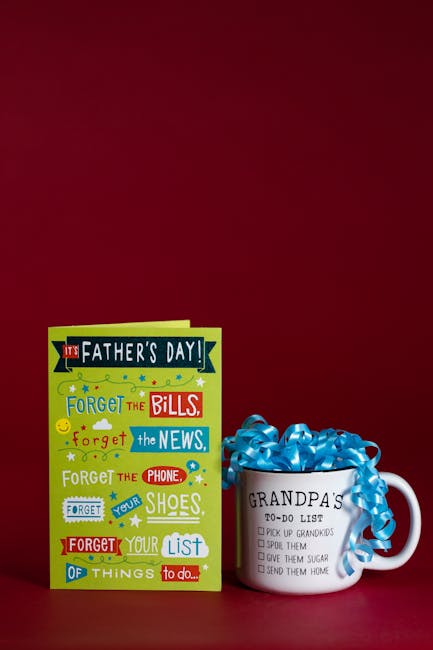 IT'S FATHER'S DAY!
FORGET THE BILLS,
forget the NEWS,
FORGET THE PHONE,
FORGET YOUR SHOES,
FORGET YOUR LIST
OF THINGS to do...
GRANDPA'S
TO-DO LIST
PICK UP GRANDKIDS
SPOIL THEM
GIVE THEM SUGAR
SEND THEM HOME